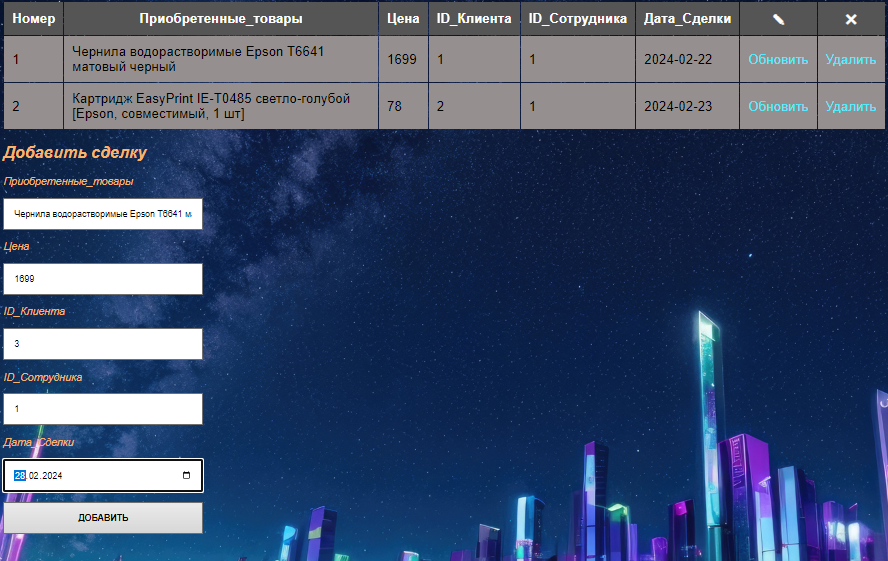 Номер Приобретенные_товары Цена ID_Клиента ID_Сотрудника Дата_Сделки
1 Чернила водорастворимые Epson T6641 матовый черный 1699 1 1 2024-02-22 Обновить Удалить
2 Картридж EasyPrint IE-T0485 светло-голубой [Epson, совместимый, 1 шт] 78 2 1 2024-02-23 Обновить Удалить
Добавить сделку
Приобретенные_товары
Чернила водорастворимые Epson T6641 м
Цена
1699
ID_Клиента
3
ID_Сотрудника
1
Дата_Сделки
28.02.2024
ДОБАВИТЬ